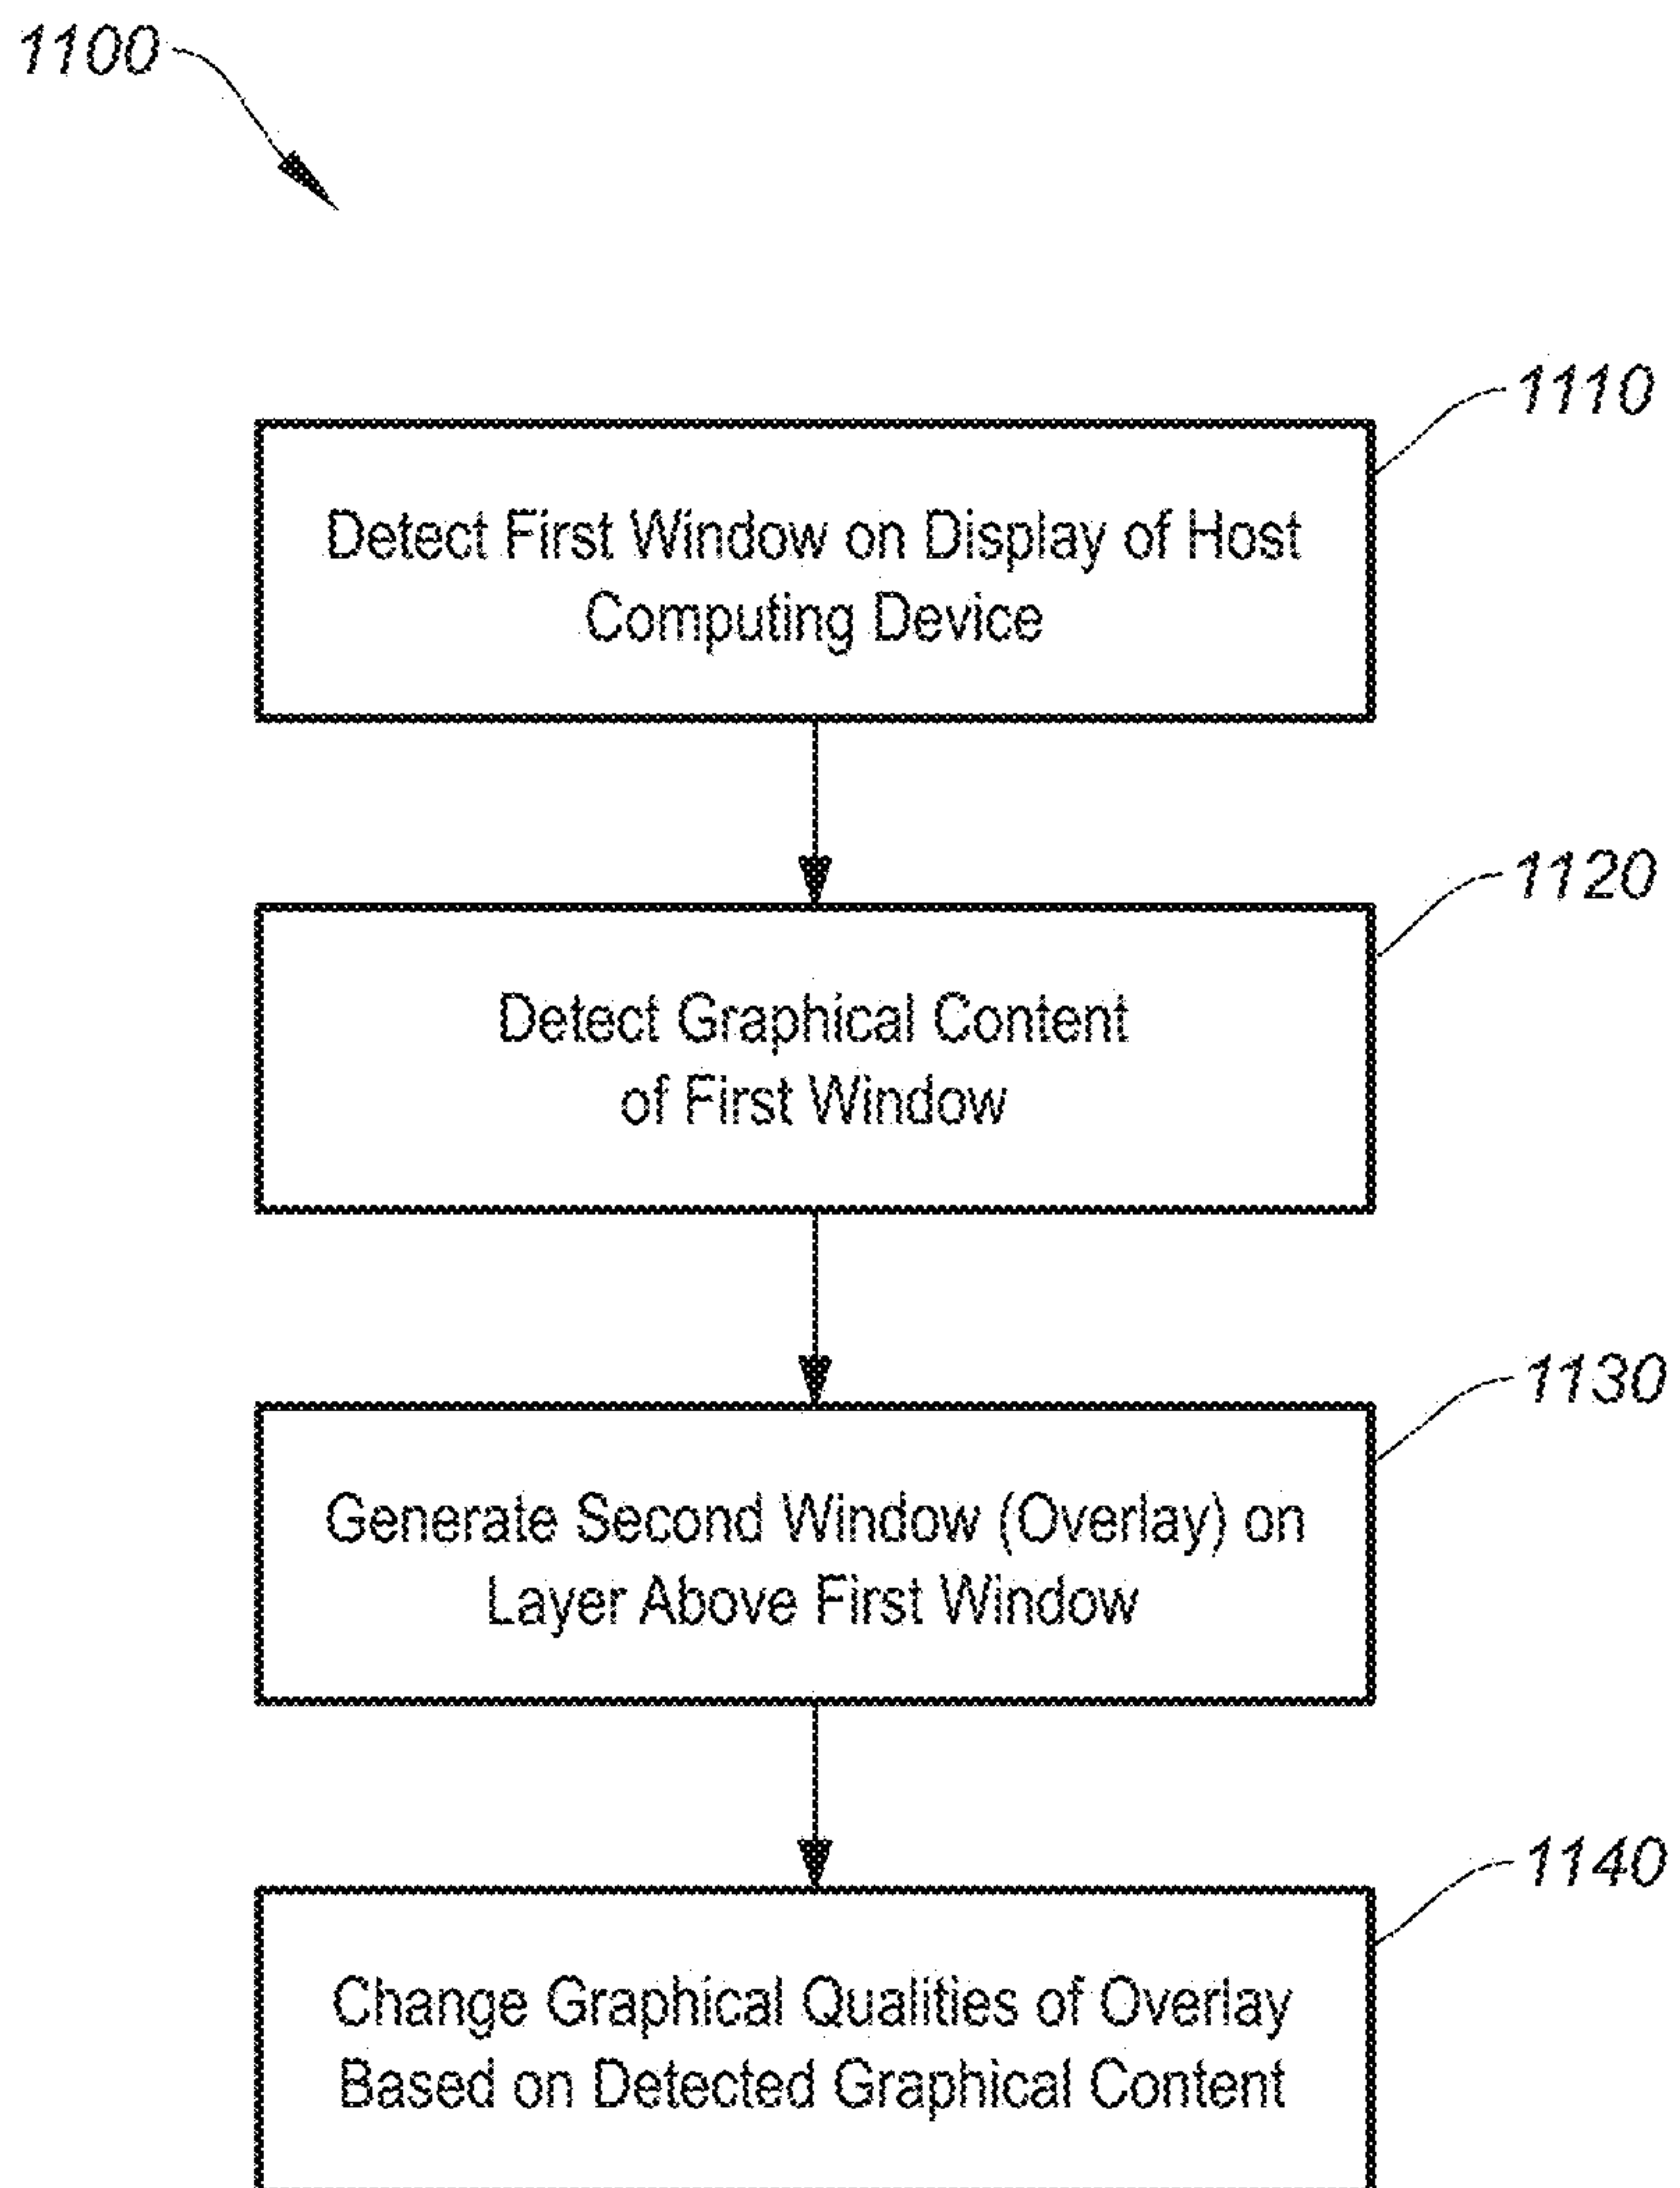 1100
1110
Detect First Window on Display of Host
Computing Device
1120
Detect Graphical Content
of First Window
1130
Generate Second Window (Overlay) on
Layer Above First Window
1140
Change Graphical Qualities of Overlay
Based on Detected Graphical Content